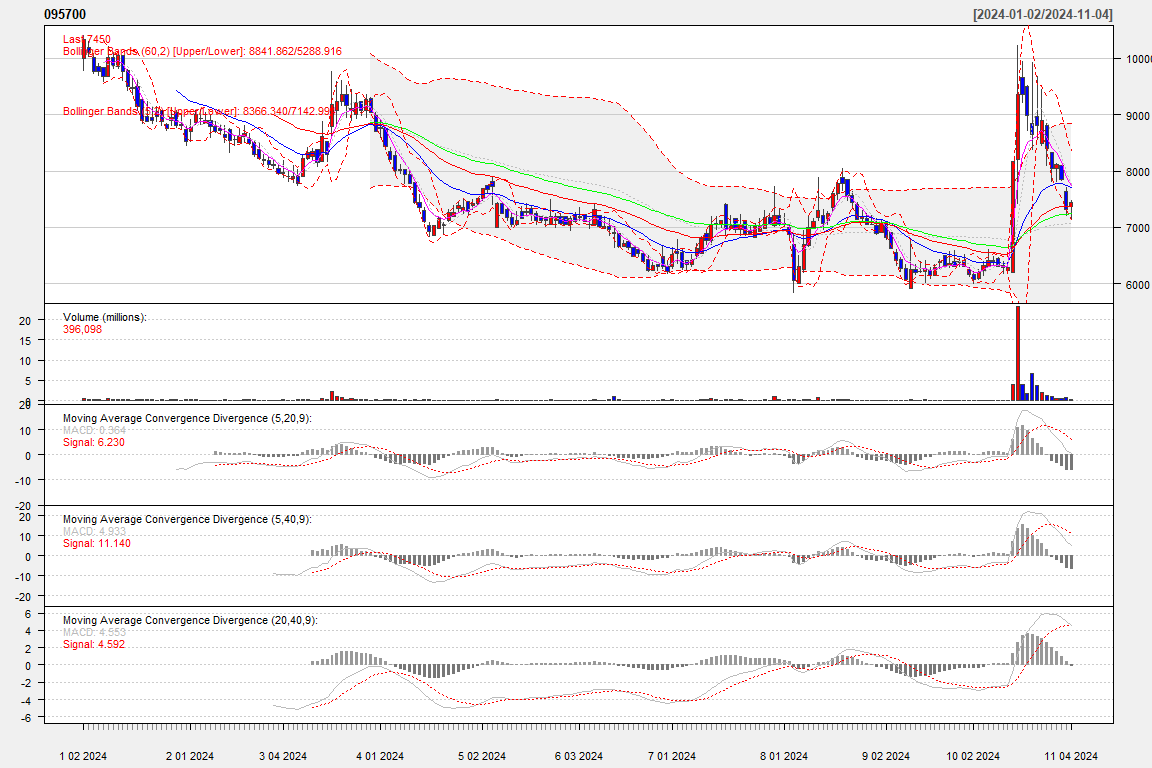 095700
[2024-01-02/2024-11-04]
Last 7450
Bollinger Bands (60,2) [Upper/Lower]: 8841.862/5288.916
Bollinger Bands [Upper/Lower]: 8366.340/7142.99
10000
9000
8000
7000
6000
Volume (millions):
396,098
20
15
10
5
0
Moving Average Convergence Divergence (5,20,9):
MACD: 0.364
Signal: 6.230
20
10
0
-10
-20
Moving Average Convergence Divergence (5,40,9):
MACD: 4.933
Signal: 11.140
20
10
0
-10
-20
Moving Average Convergence Divergence (20,40,9):
MACD: 4.553
Signal: 4.592
6
4
2
0
-2
-4
-6
1 02 2024
2 01 2024
3 04 2024
4 01 2024
5 02 2024
6 03 2024
7 01 2024
8 01 2024
9 02 2024
10 02 2024
11 04 2024